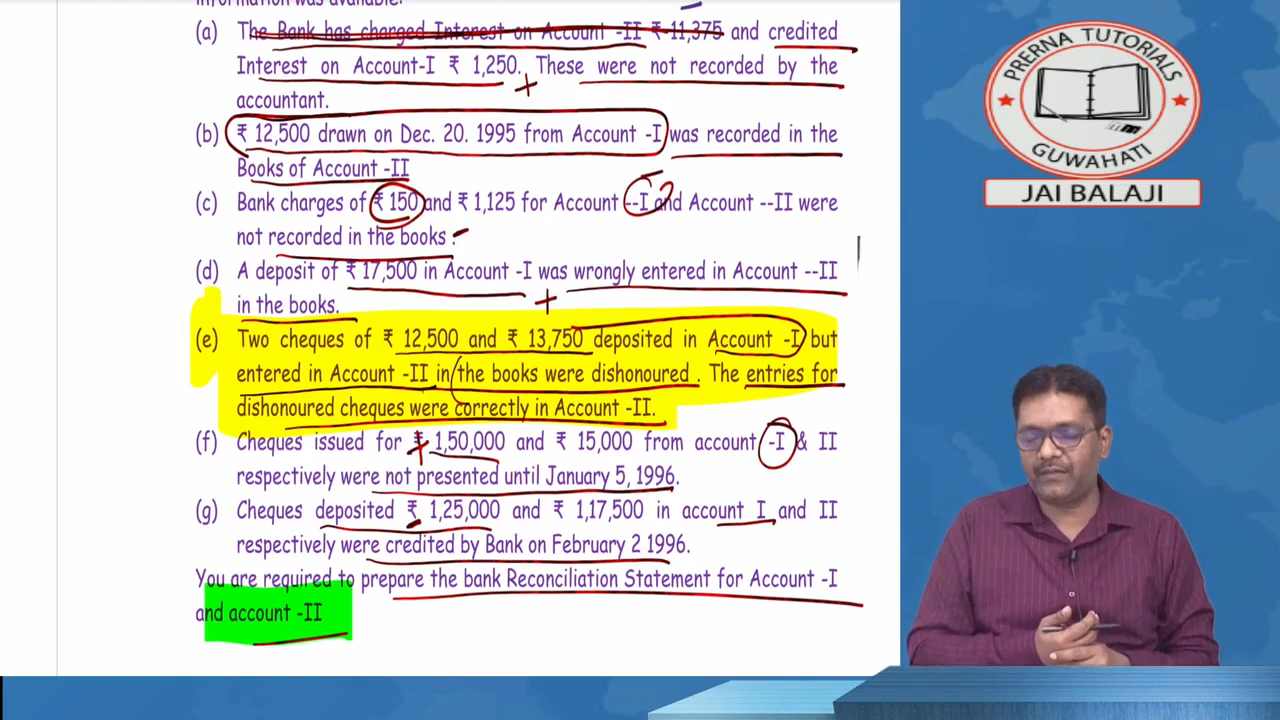 information was available:
(a) The Bank has charged Interest on Account -II ₹ 11,375 and credited
Interest on Account-I ₹ 1,250. These were not recorded by the
accountant.
(b) ₹ 12,500 drawn on Dec. 20. 1995 from Account -I was recorded in the
Books of Account -II
(c) Bank charges of ₹ 150 and ₹ 1,125 for Account --I and Account --II were
not recorded in the books .
(d) A deposit of ₹ 17,500 in Account -I was wrongly entered in Account --II
in the books.
(e) Two cheques of ₹ 12,500 and ₹ 13,750 deposited in Account -I but
entered in Account -II in the books were dishonoured . The entries for
dishonoured cheques were correctly in Account -II.
(f) Cheques issued for ₹ 1,50,000 and ₹ 15,000 from account -I & II
respectively were not presented until January 5, 1996.
(g) Cheques deposited ₹ 1,25,000 and ₹ 1,17,500 in account I and II
respectively were credited by Bank on February 2 1996.
You are required to prepare the bank Reconciliation Statement for Account -I
and account -II
PRERNA TUTORIALS
GUWAHATI
JAI BALAJI